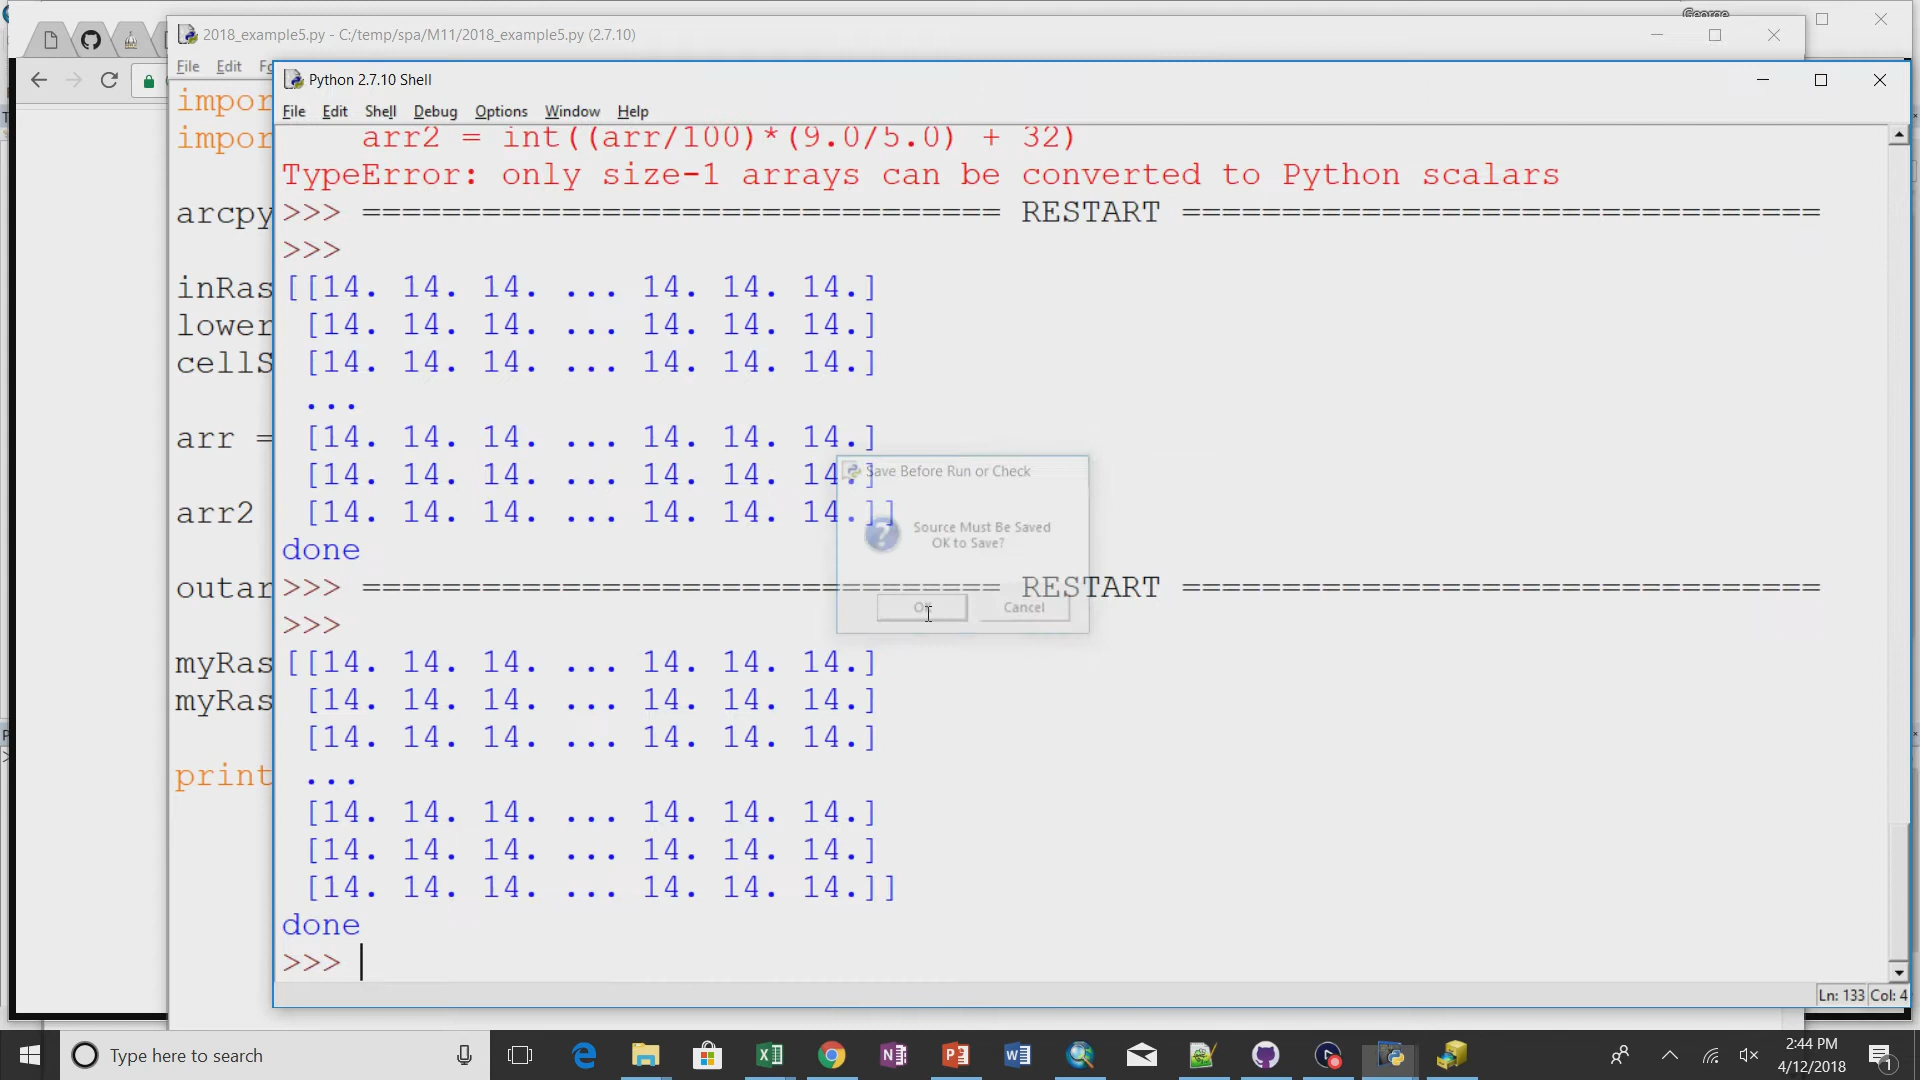 George
2018_example5.py - C:/temp/spa/M11/2018_example5.py (2.7.10)
File Edit Fo
Python 2.7.10 Shell
File Edit Shell Debug Options Window Help
impor
impor
arcpy
inRas
lower
cellS
arr =
arr2
outar
myRas
myRas
print
arr2 = int((arr/100)*(9.0/5.0) + 32)
TypeError: only size-1 arrays can be converted to Python scalars
>>> ================================ RESTART ================================
>>>
[[14. 14. 14. ... 14. 14. 14.]
[14. 14. 14. ... 14. 14. 14.]
[14. 14. 14. ... 14. 14. 14.]
...
[14. 14. 14. ... 14. 14. 14.]
[14. 14. 14. ... 14. 14. 14.]
[14. 14. 14. ... 14. 14. 14.]]
done
>>> ================================ RESTART ================================
>>>
[[14. 14. 14. ... 14. 14. 14.]
[14. 14. 14. ... 14. 14. 14.]
[14. 14. 14. ... 14. 14. 14.]
...
[14. 14. 14. ... 14. 14. 14.]
[14. 14. 14. ... 14. 14. 14.]
[14. 14. 14. ... 14. 14. 14.]]
done
>>>
Save Before Run or Check
Source Must Be Saved
OK to Save?
OK Cancel
Ln: 133 Col: 4
Type here to search
2:44 PM
4/12/2018
1